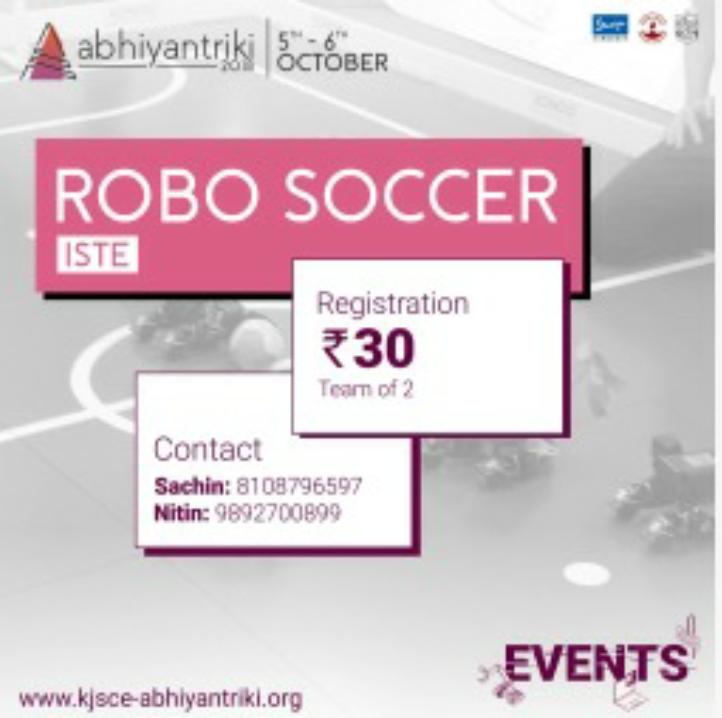 abhiyantriki
5TH - 6TH
OCTOBER
ROBO SOCCER
ISTE
Registration
₹30
Team of 2
Contact
Sachin: 8108796597
Nitin: 9892700899
EVENTS
www.kjsce-abhiyantriki.org